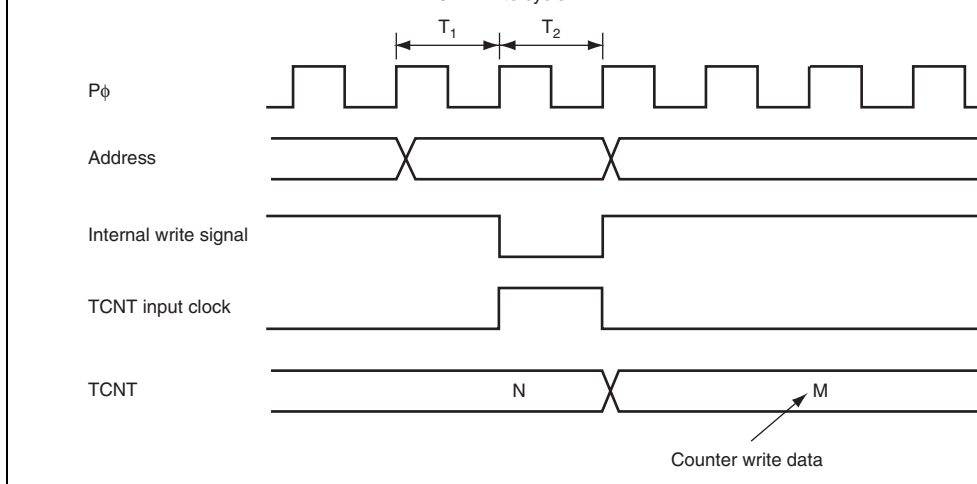 T1 T2
Pϕ
Address
Internal write signal
TCNT input clock
TCNT N M
Counter write data